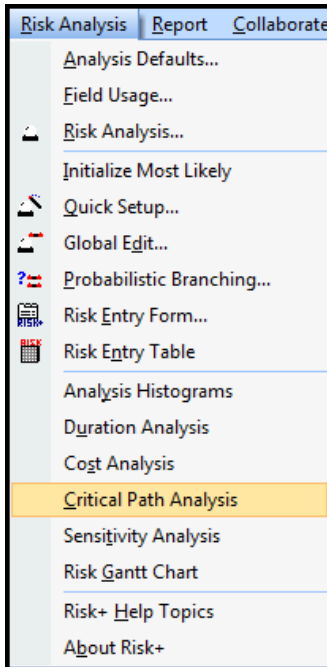 Risk Analysis Report Collaborate
Analysis Defaults...
Field Usage...
Risk Analysis...
Initialize Most Likely
Quick Setup...
Global Edit...
?
Probabilistic Branching...
RISK+
Risk Entry Form...
RISK
Risk Entry Table
Analysis Histograms
Duration Analysis
Cost Analysis
Critical Path Analysis
Sensitivity Analysis
Risk Gantt Chart
Risk+ Help Topics
About Risk+